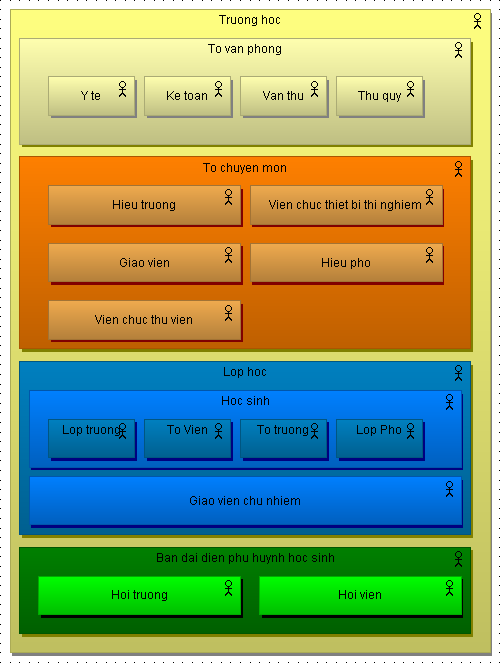 Truong hoc
To van phong
Y te
Ke toan
Van thu
Thu quy
To chuyen mon
Hieu truong
Vien chuc thiet bi thi nghiem
Giao vien
Hieu pho
Vien chuc thu vien
Lop hoc
Hoc sinh
Lop truong
To Vien
To truong
Lop Pho
Giao vien chu nhiem
Ban dai dien phu huynh hoc sinh
Hoi truong
Hoi vien